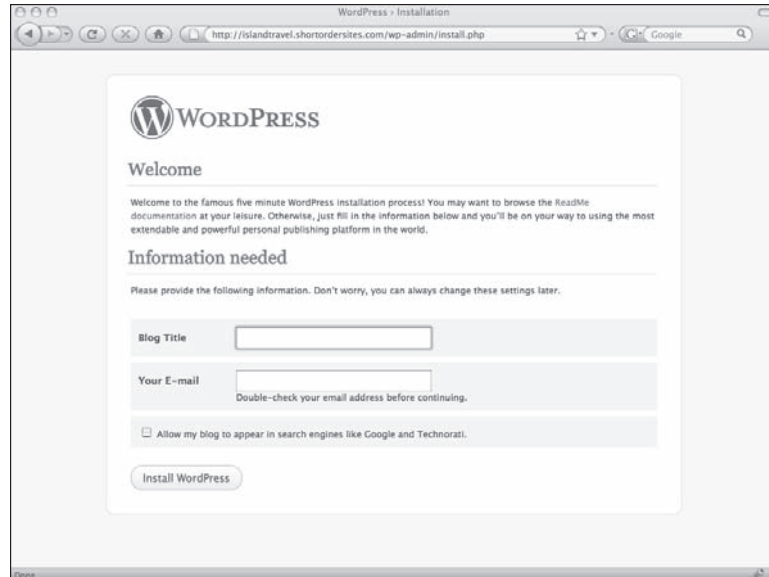 WordPress › Installation
http://islandtravel.shortordersites.com/wp-admin/install.php
Google
WORDPRESS
Welcome
Welcome to the famous five minute WordPress installation process! You may want to browse the ReadMe
documentation at your leisure. Otherwise, just fill in the information below and you'll be on your way to using the most
extendable and powerful personal publishing platform in the world.
Information needed
Please provide the following information. Don't worry, you can always change these settings later.
Blog Title
Your E-mail
Double-check your email address before continuing.
Allow my blog to appear in search engines like Google and Technorati.
Install WordPress
Done